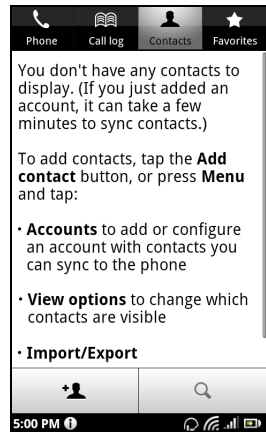 Phone Call log Contacts Favorites
You don't have any contacts to
display. (If you just added an
account, it can take a few
minutes to sync contacts.)
To add contacts, tap the Add
contact button, or press Menu
and tap:
• Accounts to add or configure
an account with contacts you
can sync to the phone
• View options to change which
contacts are visible
• Import/Export
5:00 PM